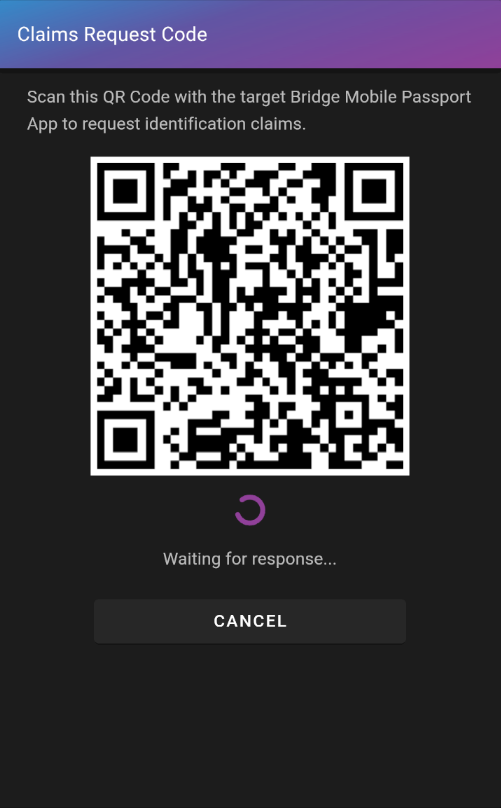 Claims Request Code
Scan this QR Code with the target Bridge Mobile Passport
App to request identification claims.
Waiting for response...
CANCEL